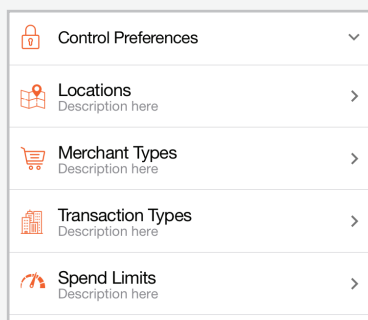 Control Preferences
Locations
Description here
Merchant Types
Description here
Transaction Types
Description here
Spend Limits
Description here